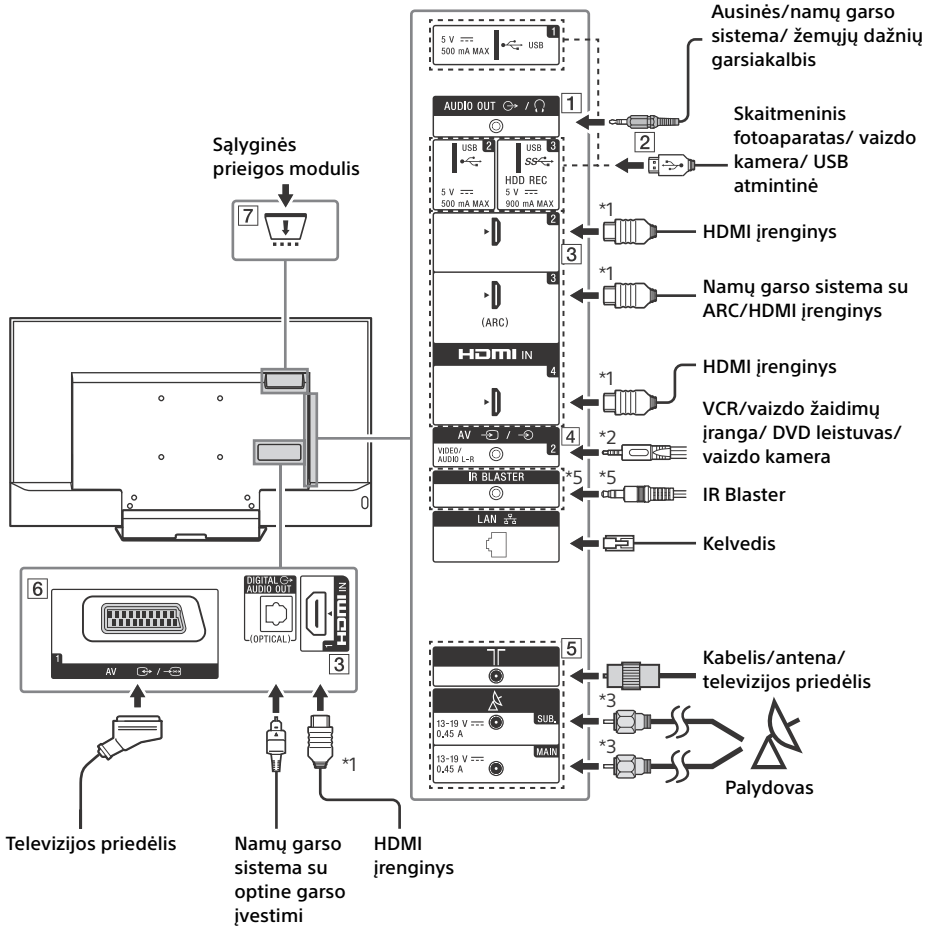 Ausinės/namų garso
sistema/ žemųjų dažnių
garsiakalbis
1
5 V
500 mA MAX
USB
AUDIO OUT /
1
Skaitmeninis
fotoaparatas/ vaizdo
kamera/ USB
atmintinė
2
USB 2
5 V
500 mA MAX
USB 3
SS
HDD REC
5 V
900 mA MAX
Sąlyginės
prieigos modulis
7
2
*1
HDMI įrenginys
3
3
(ARC)
*1
Namų garso sistema su
ARC/HDMI įrenginys
HDMI IN
4
*1
HDMI įrenginys
AV /
VIDEO/
AUDIO L-R
2
4
*2
VCR/vaizdo žaidimų
įranga/ DVD leistuvas/
vaizdo kamera
IR BLASTER
*5
*5
IR Blaster
LAN
Kelvedis
6
1
AV /
DIGITAL
AUDIO OUT
(OPTICAL)
HDMI IN
1
3
5
Kabelis/antena/
televizijos priedėlis
13-19 V
0.45 A
SUB.
*3
13-19 V
0.45 A
MAIN
*3
Palydovas
*1
Televizijos priedėlis
Namų garso
sistema su
optine garso
įvestimi
HDMI
įrenginys